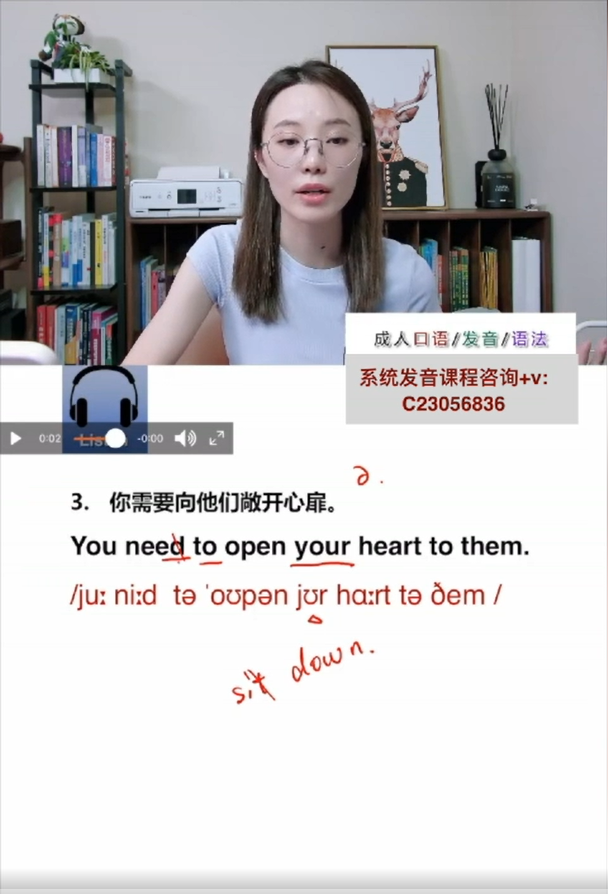 成人口语/发音/语法
系统发音课程咨询+v:
C23056836
0:02
-0:00
ə.
3. 你需要向他们敞开心扉。
You need to open your heart to them.
/juː niːd tə ˈoʊpən jʊr hɑːrt tə ðem /
sit down.